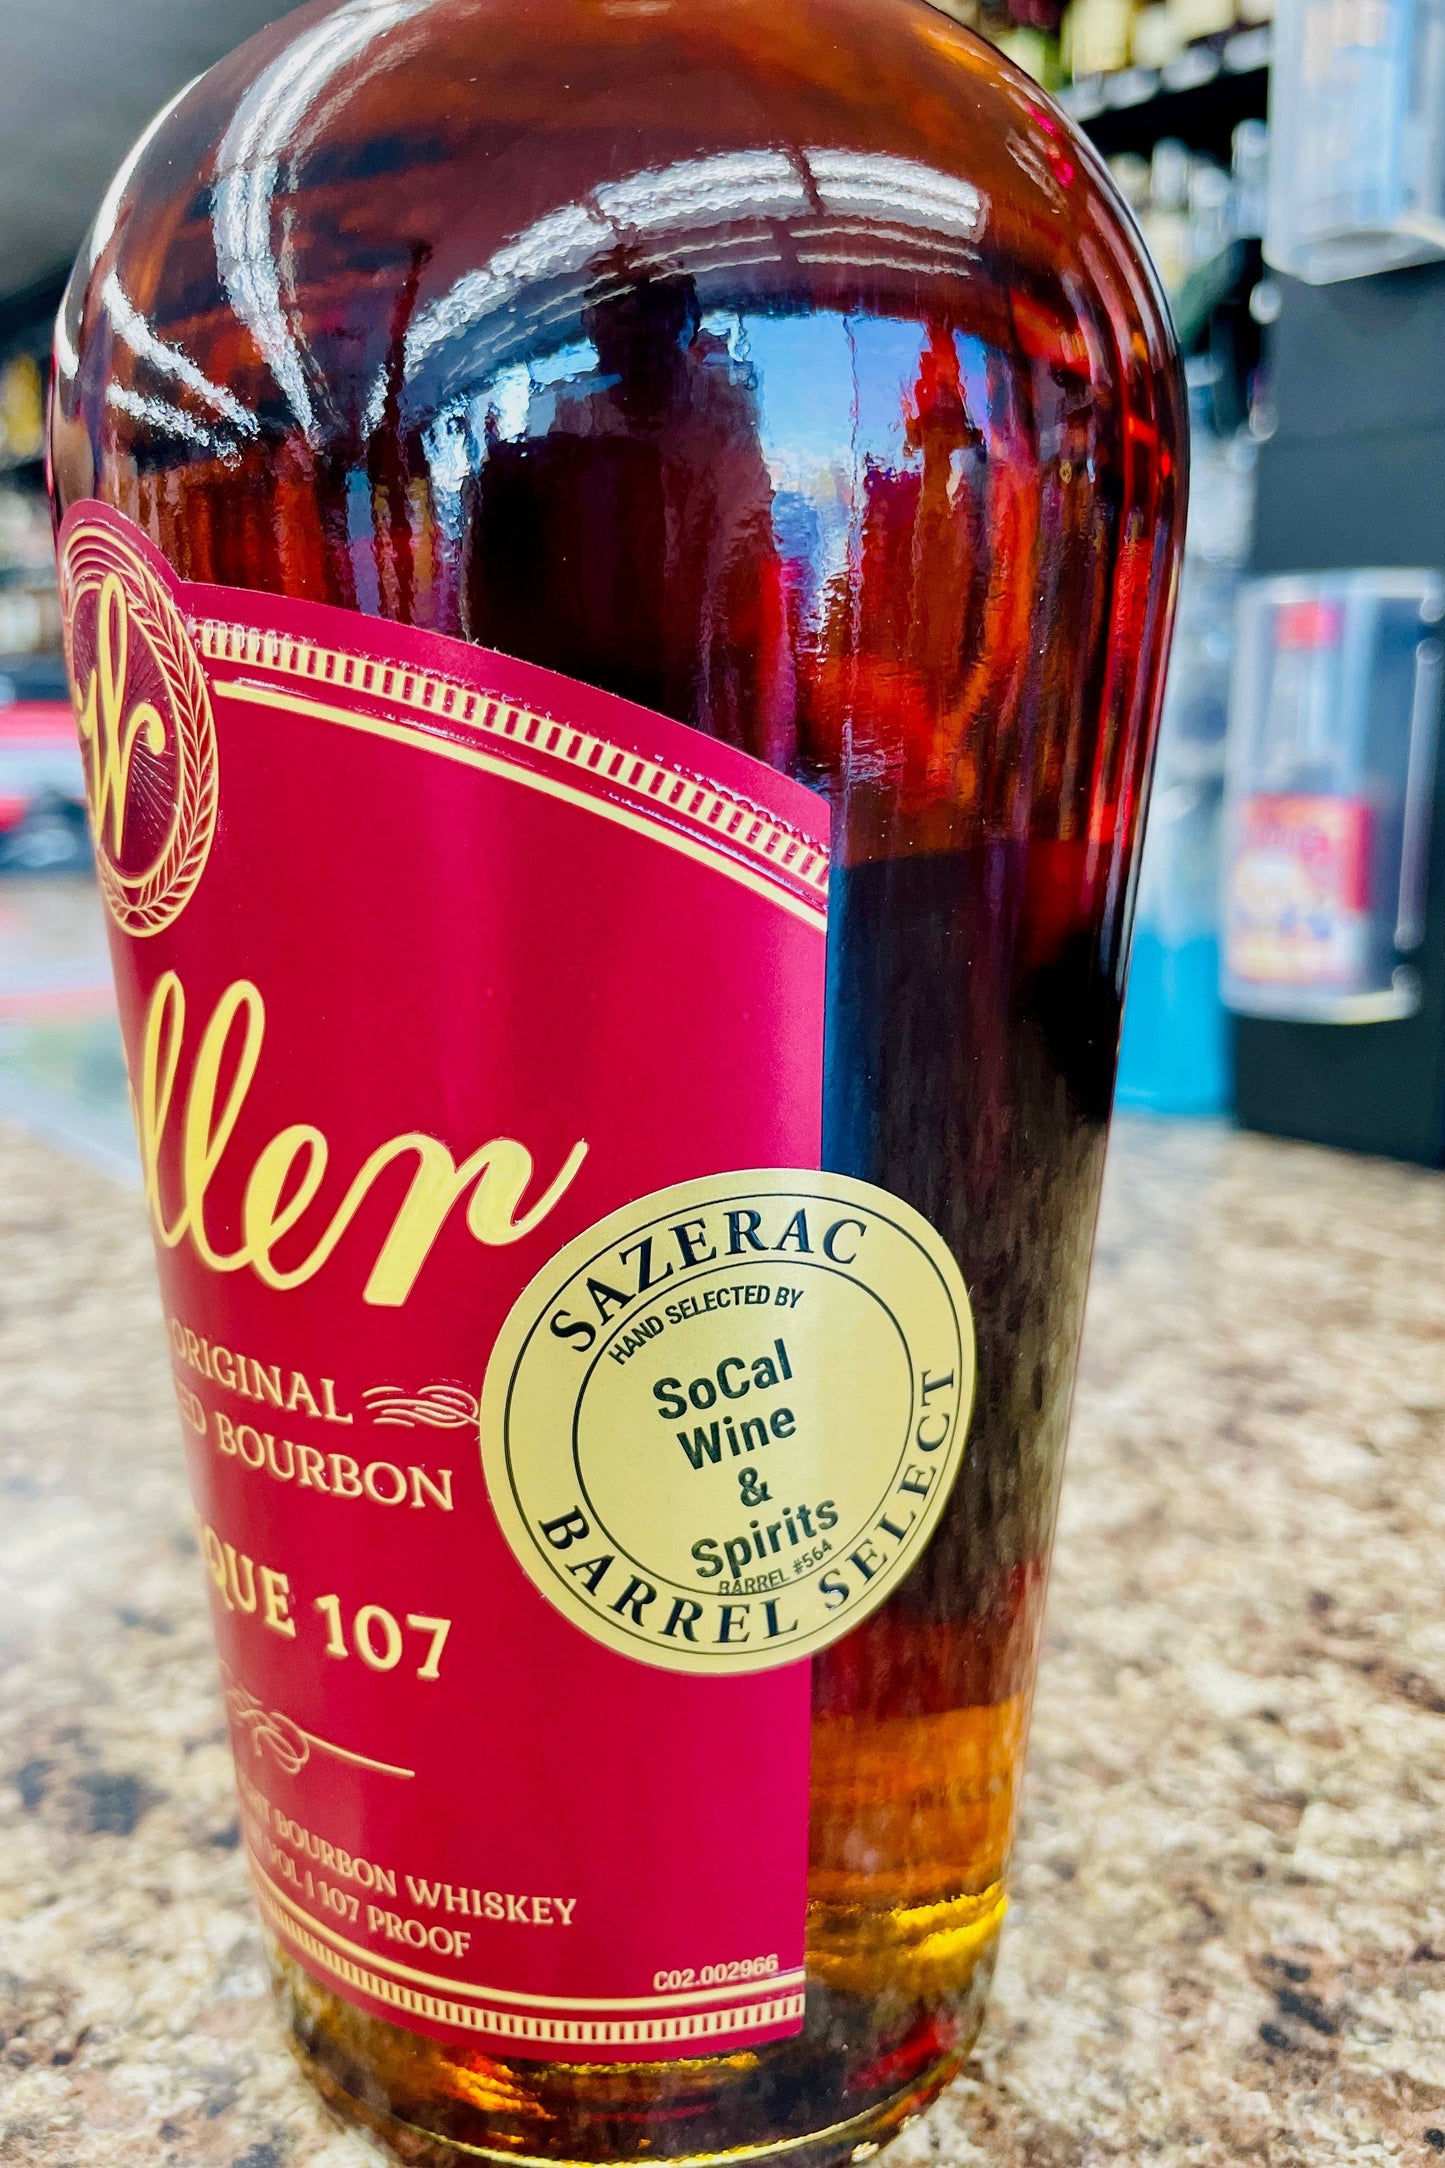 W
ller
ORIGINAL
ED BOURBON
QUE 107
BOURBON WHISKEY
VOL | 107 PROOF
C02.002966
SAZERAC
HAND SELECTED BY
SoCal
Wine
&
Spirits
BARREL #564
BARREL SELECT